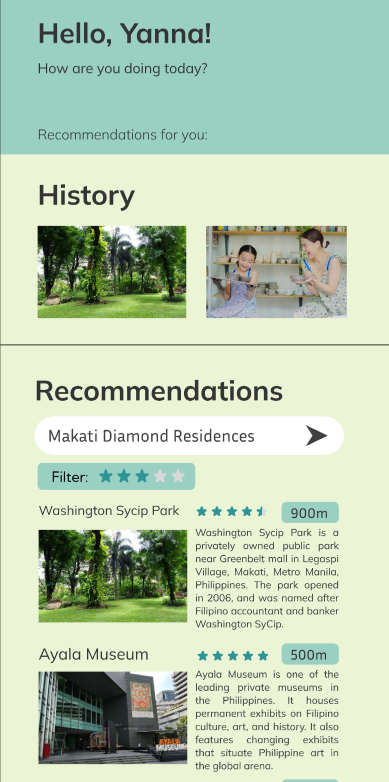 Hello, Yanna!
How are you doing today?
Recommendations for you:
History
Recommendations
Makati Diamond Residences
Filter:
Washington Sycip Park
900m
Washington Sycip Park is a
privately owned public park
near Greenbelt mall in Legaspi
Village, Makati, Metro Manila,
Philippines. The park opened
in 2006, and was named after
Filipino accountant and banker
Washington SyCip.
Ayala Museum
500m
Ayala Museum is one of the
leading private museums in
the Philippines. It houses
permanent exhibits on Filipino
culture, art, and history. It also
features changing exhibits
that situate Philippine art in
the global arena.
AYALA
MUSEUM